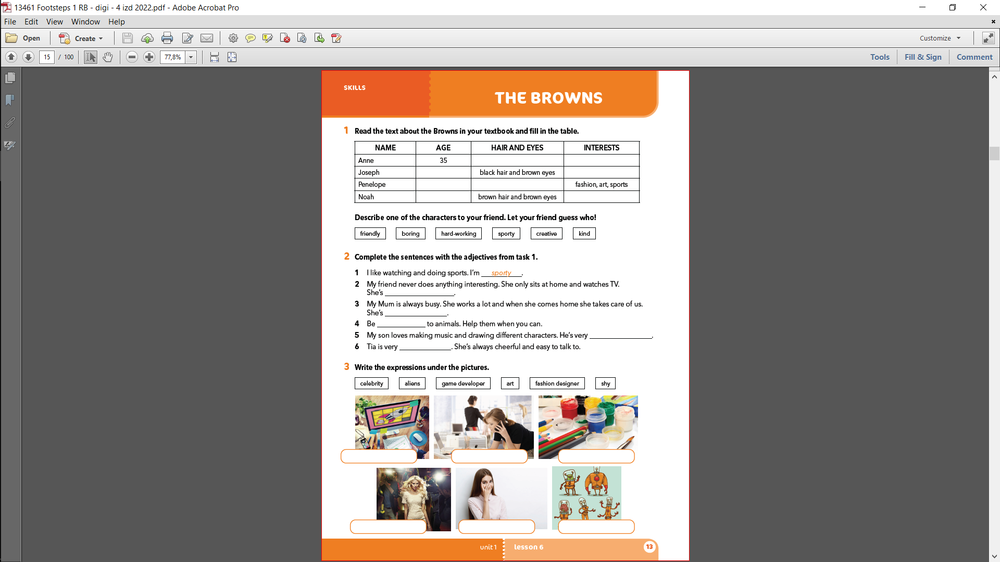 13461 Footsteps 1 RB - digi - 4 izd 2022.pdf - Adobe Acrobat Pro
File Edit View Window Help
Open Create Customize
15 / 100 77,8% Tools Fill & Sign Comment
SKILLS
THE BROWNS
1 Read the text about the Browns in your textbook and fill in the table.
NAME AGE HAIR AND EYES INTERESTS
Anne 35
Joseph black hair and brown eyes
Penelope fashion, art, sports
Noah brown hair and brown eyes
Describe one of the characters to your friend. Let your friend guess who!
friendly boring hard-working sporty creative kind
2 Complete the sentences with the adjectives from task 1.
1 I like watching and doing sports. I'm sporty.
2 My friend never does anything interesting. She only sits at home and watches TV.
She's ___________________.
3 My Mum is always busy. She works a lot and when she comes home she takes care of us.
She's _________________.
4 Be _____________ to animals. Help them when you can.
5 My son loves making music and drawing different characters. He's very _________________.
6 Tia is very ______________. She's always cheerful and easy to talk to.
3 Write the expressions under the pictures.
celebrity aliens game developer art fashion designer shy
unit 1 lesson 6 13